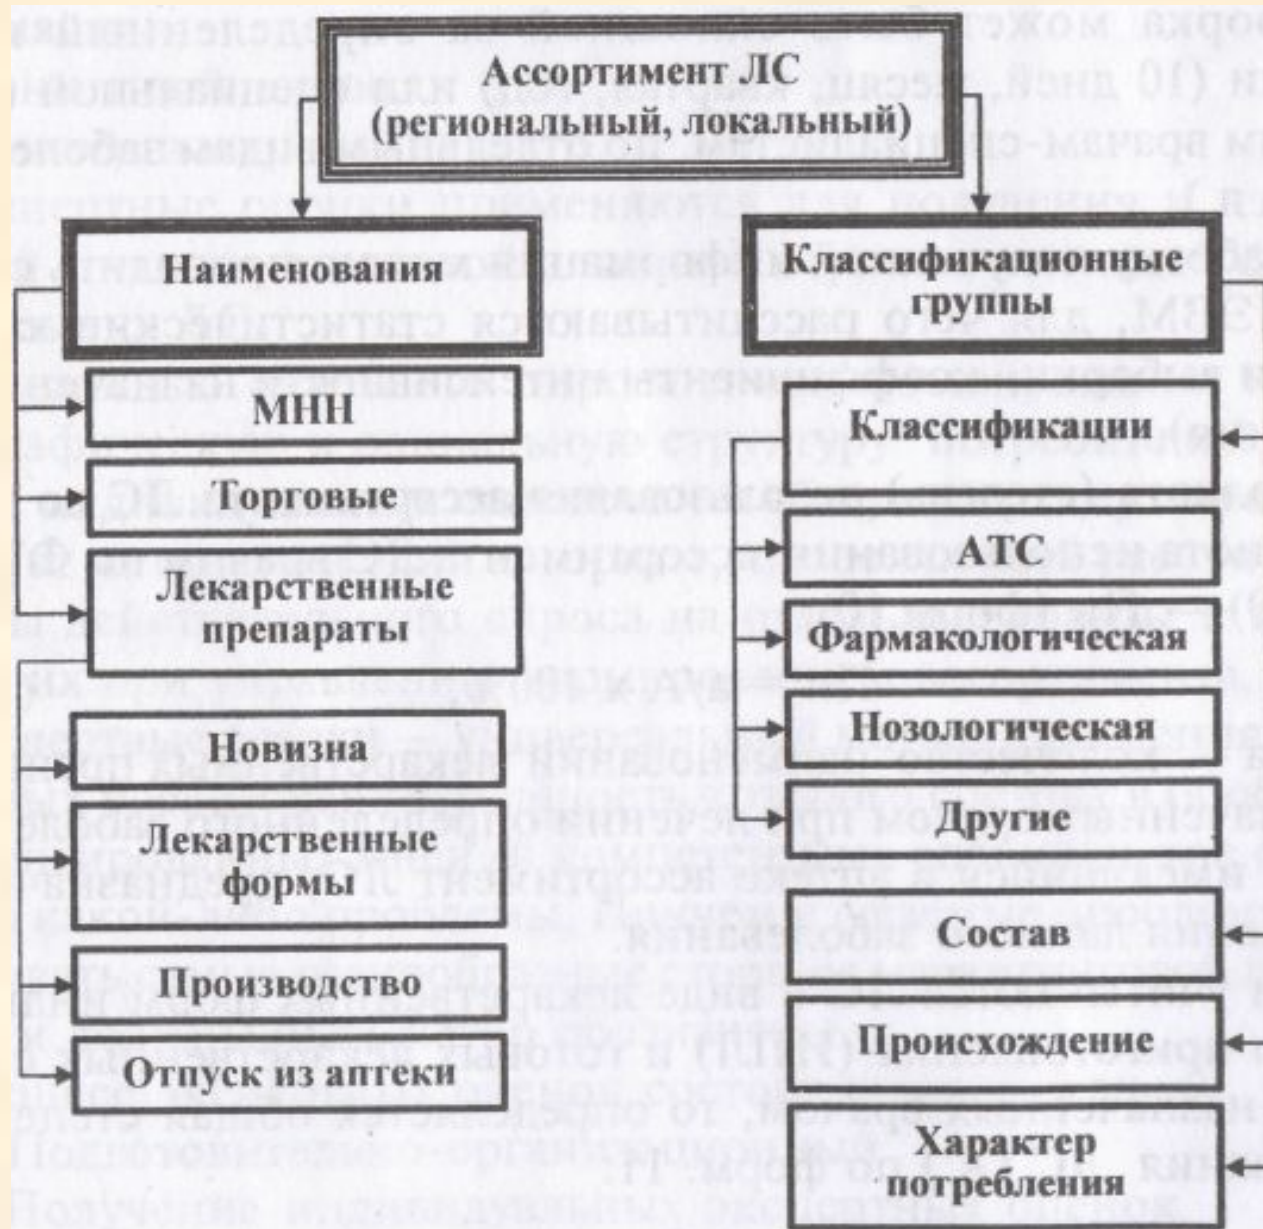 Ассортимент ЛС
(региональный, локальный)
Наименования
МНН
Торговые
Лекарственные
препараты
Новизна
Лекарственные
формы
Производство
Отпуск из аптеки
Классификационные
группы
Классификации
АТС
Фармакологическая
Нозологическая
Другие
Состав
Происхождение
Характер
потребления